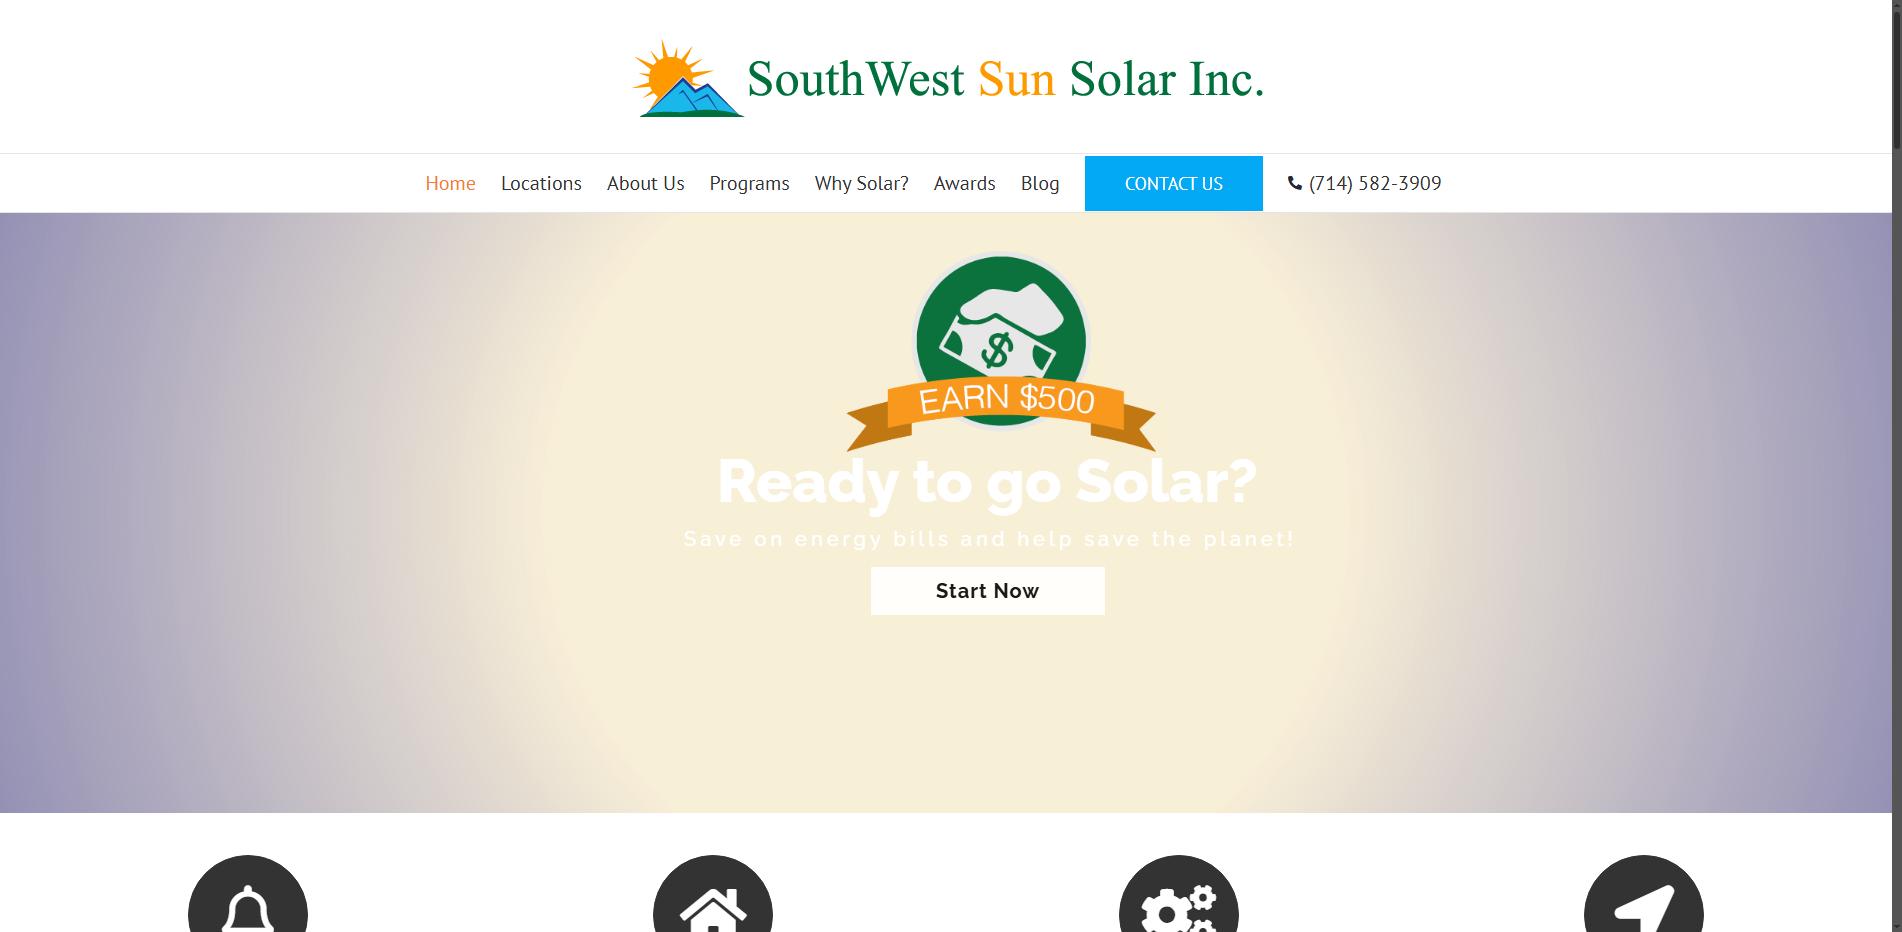 SouthWest Sun Solar Inc.
Home Locations About Us Programs Why Solar? Awards Blog CONTACT US (714) 582-3909
$
EARN $500
Ready to go Solar?
Save on energy bills and help save the planet!
Start Now